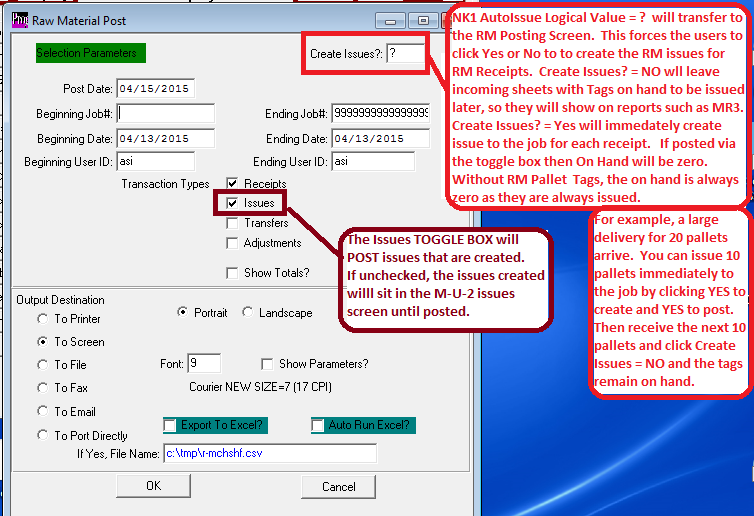 Raw Material Post
Selection Parameters
Create Issues?: ?
Post Date: 04/15/2015
Beginning Job#:
Ending Job#: 9999999999999999
Beginning Date: 04/13/2015
Ending Date: 04/13/2015
Beginning User ID: asi
Ending User ID: asi
Transaction Types
Receipts
Issues
Transfers
Adjustments
Show Totals?
Output Destination
To Printer
To Screen
To File
To Fax
To Email
To Port Directly
Portrait
Landscape
Font: 9
Show Parameters?
Courier NEW SIZE=7 (17 CPI)
Export To Excel?
Auto Run Excel?
If Yes, File Name: c:\tmp\r-mchshf.csv
OK
Cancel
NK1 AutoIssue Logical Value = ? will transfer to
the RM Posting Screen. This forces the users to
click Yes or No to to create the RM issues for
RM Receipts. Create Issues? = NO wll leave
incoming sheets with Tags on hand to be issued
later, so they will show on reports such as MR3.
Create Issues? = Yes will immedately create
issue to the job for each receipt. If posted via
the toggle box then On Hand will be zero.
Without RM Pallet Tags, the on hand is always
zero as they are always issued.
For example, a large
delivery for 20 pallets
arrive. You can issue 10
pallets immediately to
the job by clicking YES to
create and YES to post.
Then receive the next 10
pallets and click Create
Issues = NO and the tags
remain on hand.
The Issues TOGGLE BOX will
POST issues that are created.
If unchecked, the issues created
willl sit in the M-U-2 issues
screen until posted.